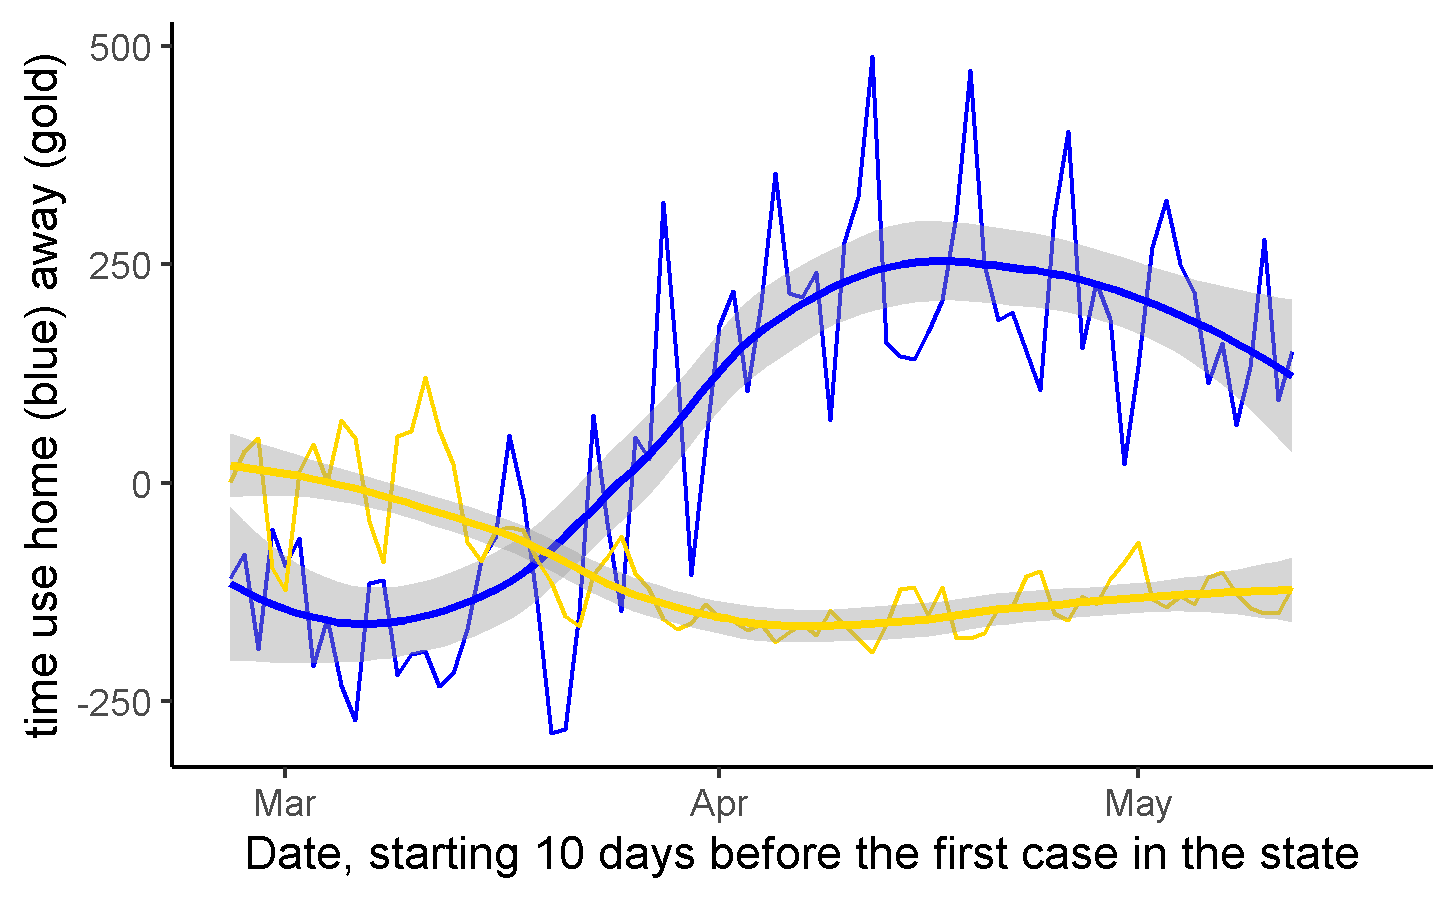 time use home (blue) away (gold)
500
250
0
-250
Mar Apr May
Date, starting 10 days before the first case in the state